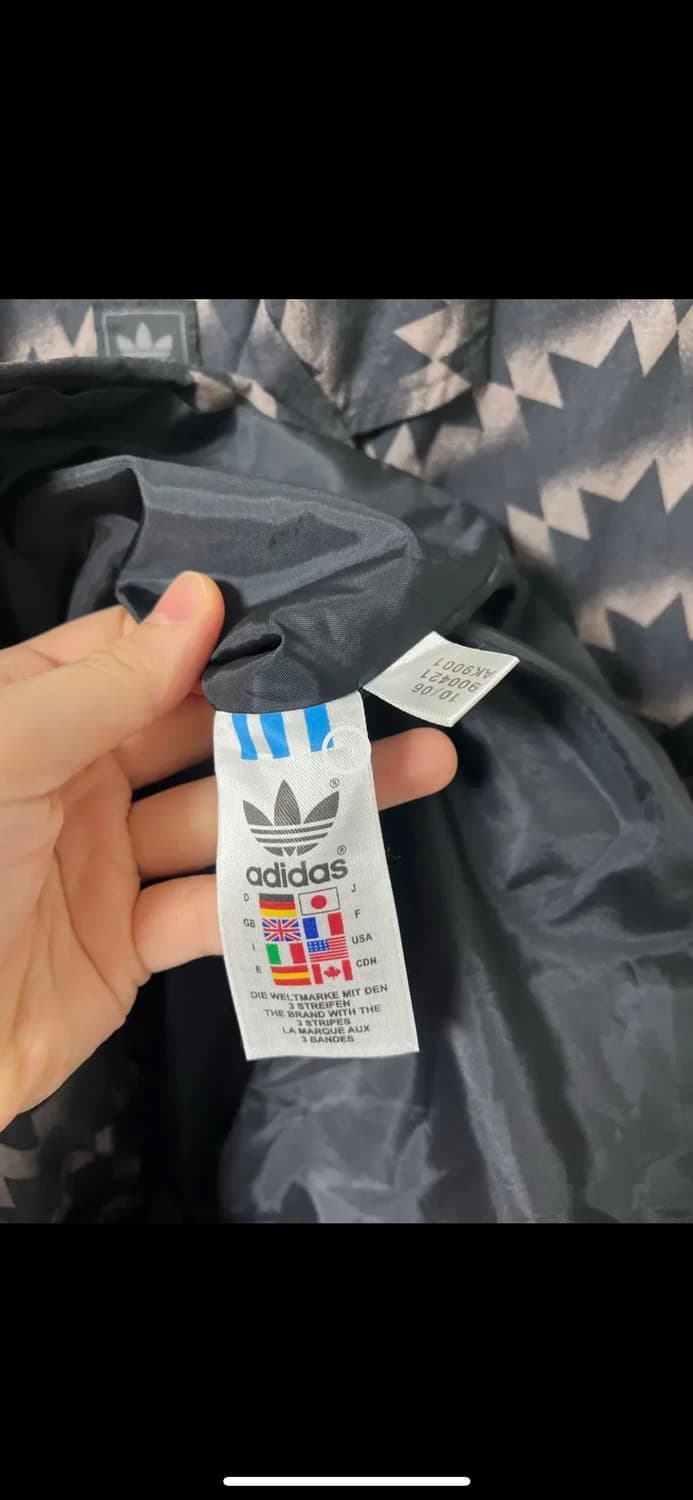 10/06
900421
AK9001
adidas
D J
GB F
I USA
E CDN
DIE WELTMARKE MIT DEN
3 STREIFEN
THE BRAND WITH THE
3 STRIPES
LA MARQUE AUX
3 BANDES